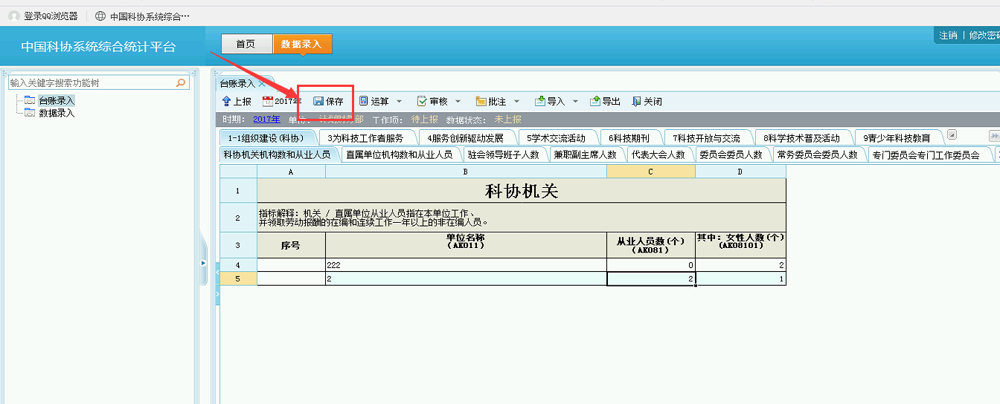 登录QQ浏览器 中国科协系统综合…
中国科协系统综合统计平台 首页 数据录入 注销 | 修改密码
输入关键字搜索功能树
台账录入
数据录入
台账录入
上报 2017年 保存 运算 审核 批注 导入 导出 关闭
时期: 2017年 单位: 计划财务部 工作项: 待上报 数据状态: 未上报
1-1组织建设(科协) 3为科技工作者服务 4服务创新驱动发展 5学术交流活动 6科技期刊 7科技开放与交流 8科学技术普及活动 9青少年科技教育
科协机关机构数和从业人员 直属单位机构数和从业人员 驻会领导班子人数 兼职副主席人数 代表大会人数 委员会委员人数 常务委员会委员人数 专门委员会专门工作委员会
A B C D
1 科协机关
2 指标解释: 机关 / 直属单位从业人员指在本单位工作、
并领取劳动报酬的在编和连续工作一年以上的非在编人员。
3 序号 单位名称 (AK011) 从业人员数(个) (AK081) 其中: 女性人数(个) (AK08101)
4 222 0 2
5 2 2 1